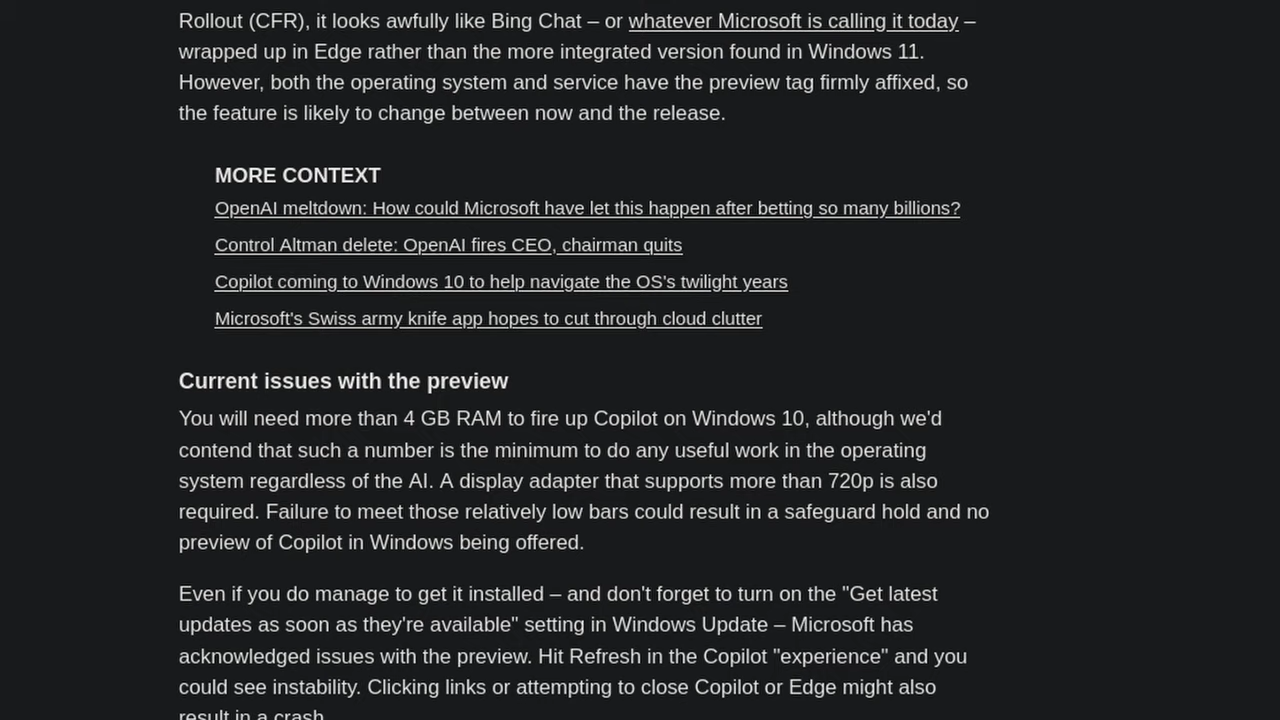 Rollout (CFR), it looks awfully like Bing Chat – or whatever Microsoft is calling it today –
wrapped up in Edge rather than the more integrated version found in Windows 11.
However, both the operating system and service have the preview tag firmly affixed, so
the feature is likely to change between now and the release.
MORE CONTEXT
OpenAI meltdown: How could Microsoft have let this happen after betting so many billions?
Control Altman delete: OpenAI fires CEO, chairman quits
Copilot coming to Windows 10 to help navigate the OS's twilight years
Microsoft's Swiss army knife app hopes to cut through cloud clutter
Current issues with the preview
You will need more than 4 GB RAM to fire up Copilot on Windows 10, although we'd
contend that such a number is the minimum to do any useful work in the operating
system regardless of the AI. A display adapter that supports more than 720p is also
required. Failure to meet those relatively low bars could result in a safeguard hold and no
preview of Copilot in Windows being offered.
Even if you do manage to get it installed – and don't forget to turn on the "Get latest
updates as soon as they're available" setting in Windows Update – Microsoft has
acknowledged issues with the preview. Hit Refresh in the Copilot "experience" and you
could see instability. Clicking links or attempting to close Copilot or Edge might also
result in a crash.